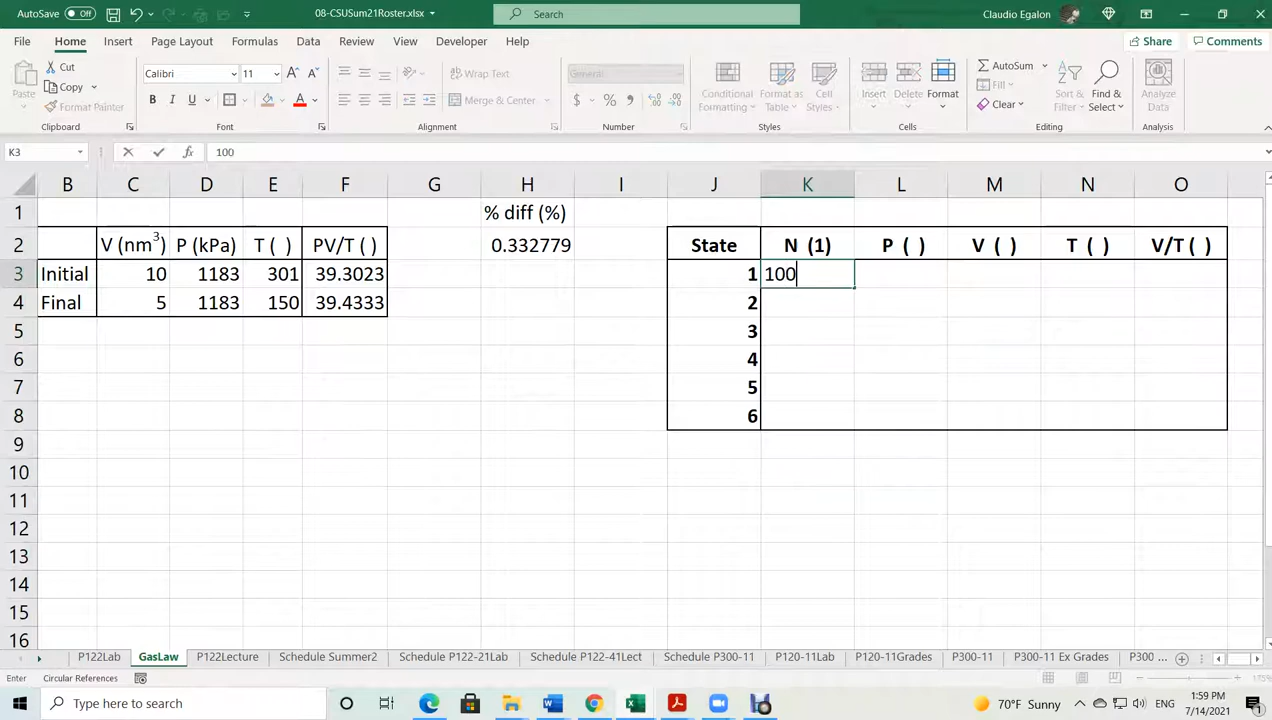 AutoSave Off 08-CSUSum21Roster.xlsx Search Claudio Egalon
File Home Insert Page Layout Formulas Data Review View Developer Help Share Comments
Paste Cut Copy Format Painter Clipboard
Calibri 11 B I U A Font
Wrap Text Merge & Center Alignment
General $ % Number
Conditional Formatting Format as Table Cell Styles Styles
Insert Delete Format Cells
AutoSum Fill Clear Sort & Filter Find & Select Editing
Analyze Data Analysis
K3 fx 100
B C D E F G H I J K L M N O
1 % diff (%)
2 V (nm³) P (kPa) T ( ) PV/T ( ) 0.332779 State N (1) P ( ) V ( ) T ( ) V/T ( )
3 Initial 10 1183 301 39.3023 1 100
4 Final 5 1183 150 39.4333 2
5 3
6 4
7 5
8 6
9
10
11
12
13
14
15
16
P122Lab GasLaw P122Lecture Schedule Summer2 Schedule P122-21Lab Schedule P122-41Lect Schedule P300-11 P120-11Lab P120-11Grades P300-11 P300-11 Ex Grades P300 ...
Enter Circular References
Type here to search 70°F Sunny 1:59 PM
7/14/2021